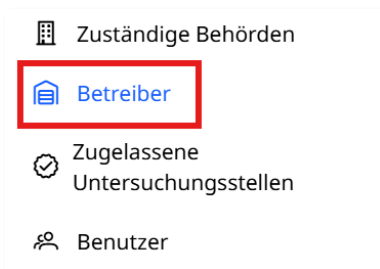 Zuständige Behörden
Betreiber
Zugelassene
Untersuchungsstellen
Benutzer